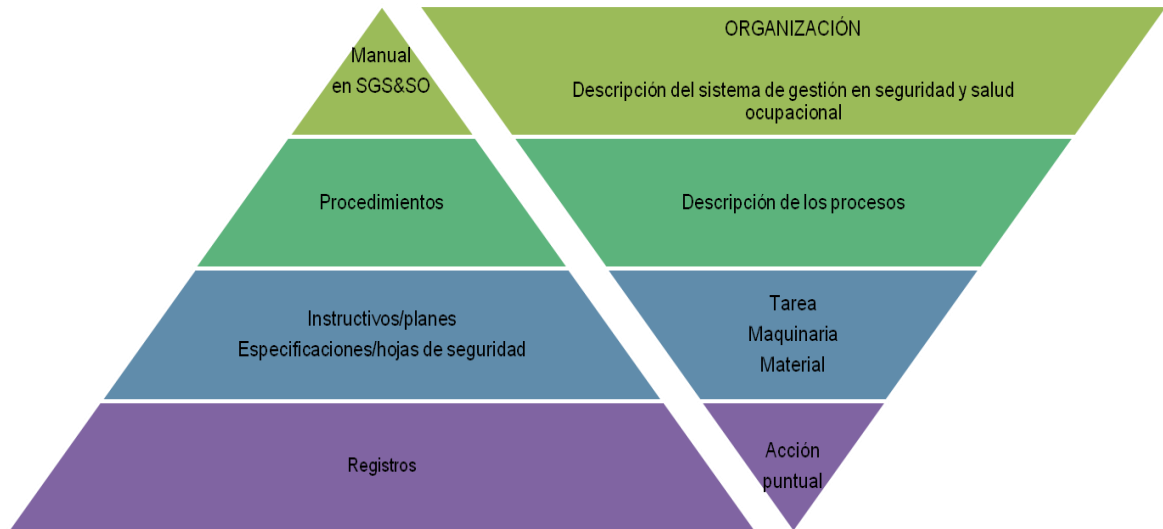 Manual
en SGS&SO
ORGANIZACIÓN
Descripción del sistema de gestión en seguridad y salud
ocupacional
Procedimientos
Descripción de los procesos
Instructivos/planes
Especificaciones/hojas de seguridad
Tarea
Maquinaria
Material
Registros
Acción
puntual